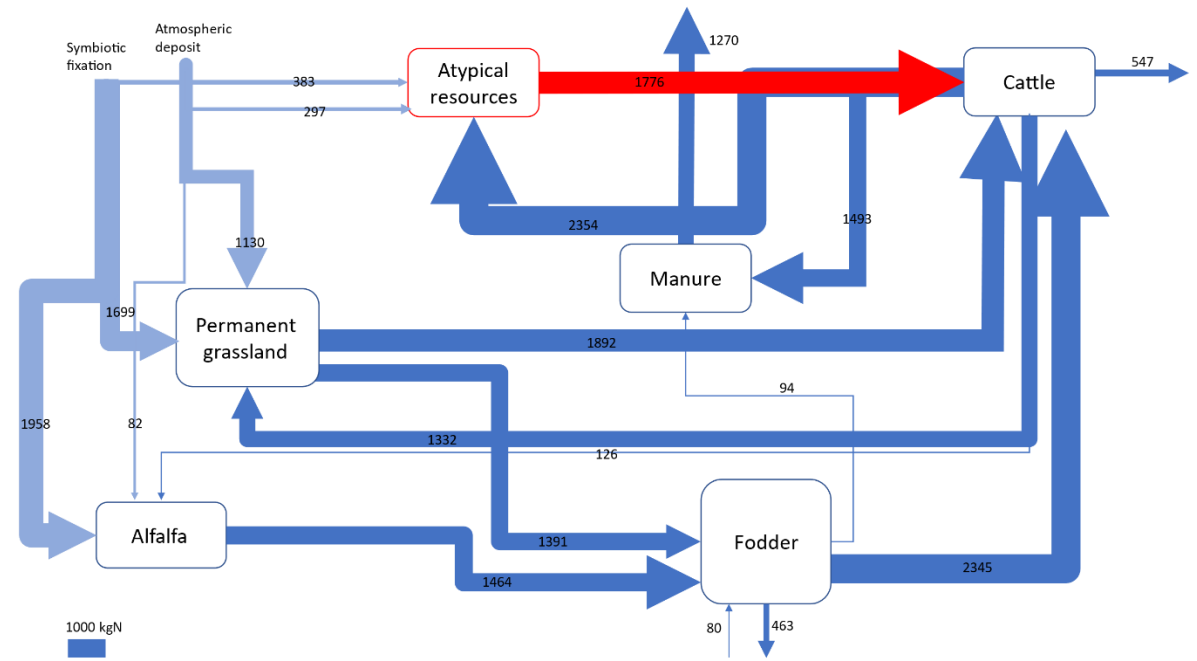 Atmospheric
deposit
Symbiotic
fixation
1270
547
383
297
Atypical
resources
1776
Cattle
2354
1493
1130
Manure
1699
Permanent
grassland
1892
94
1958
82
1332
126
Alfalfa
1391
Fodder
1464
2345
1000 kgN
80
463